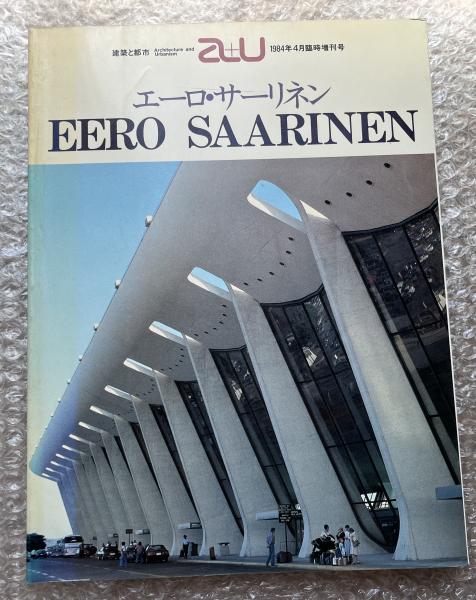 建築と都市 Architecture and Urbanism a+u 1984年4月臨時増刊号
エーロ・サーリネン
EERO SAARINEN